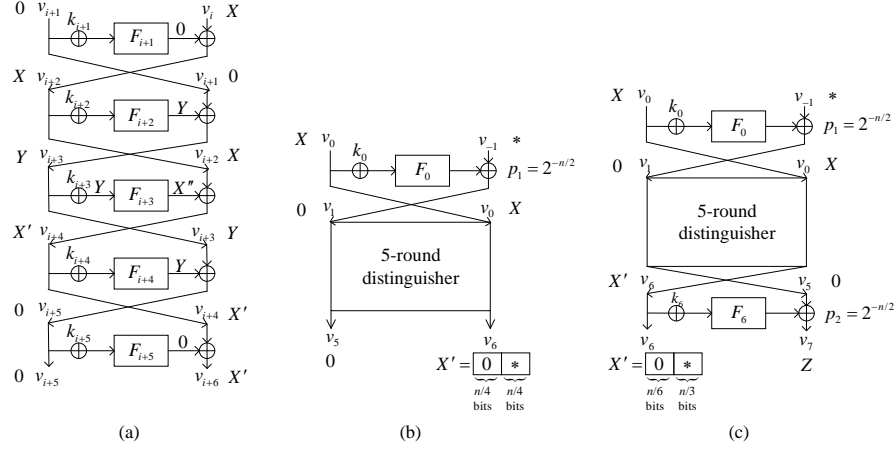 0 v_{i+1} v_i X
k_{i+1} F_{i+1} 0
X v_{i+2} v_{i+1} 0
k_{i+2} F_{i+2} Y
Y v_{i+3} v_{i+2} X
k_{i+3} Y F_{i+3} X″
X′ v_{i+4} v_{i+3} Y
k_{i+4} F_{i+4} Y
0 v_{i+5} v_{i+4} X′
k_{i+5} F_{i+5} 0
0 v_{i+5} v_{i+6} X′
(a)
X v_0 v_{-1} *
k_0 F_0 p_1 = 2^{-n/2}
0 v_1 v_0 X
5-round
distinguisher
v_5 v_6
0 X′ = 0 *
n/4 n/4
bits bits
(b)
X v_0 v_{-1} *
k_0 F_0 p_1 = 2^{-n/2}
0 v_1 v_0 X
5-round
distinguisher
X′ v_6 v_5 0
k_6 F_6 p_2 = 2^{-n/2}
v_6 v_7
X′ = 0 * Z
n/6 n/3
bits bits
(c)